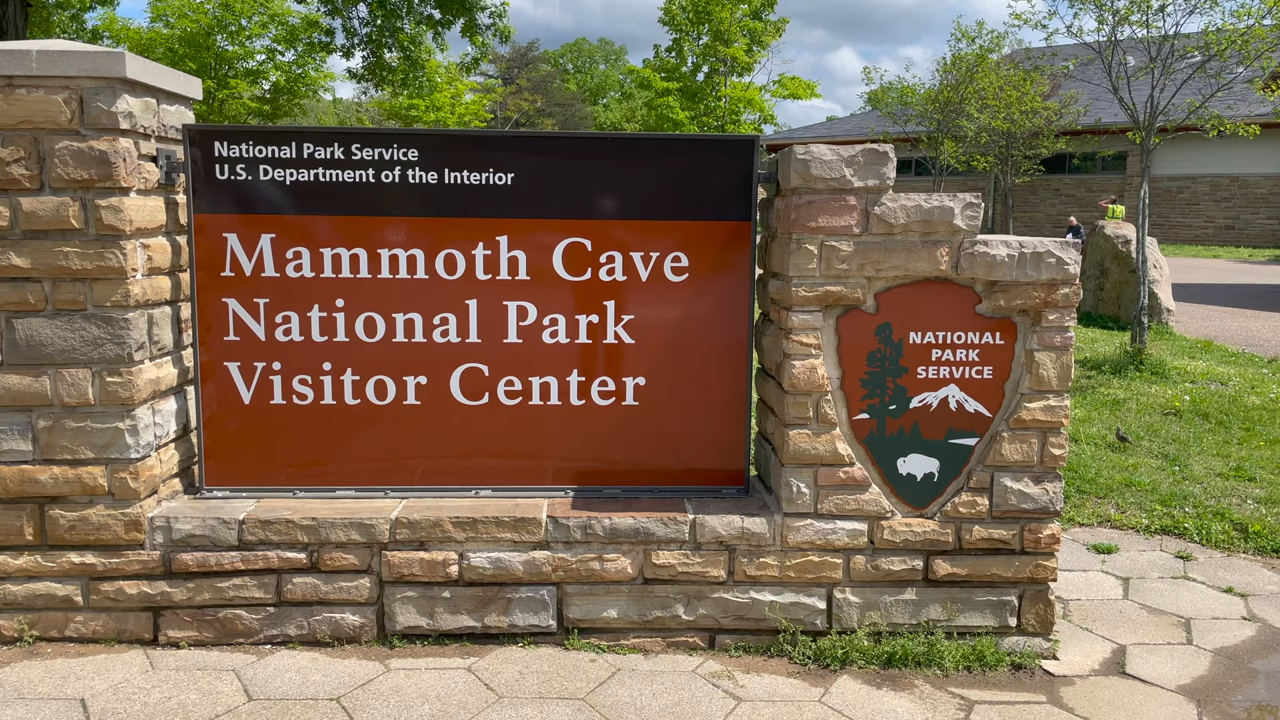 National Park Service
U.S. Department of the Interior
Mammoth Cave
National Park
Visitor Center
NATIONAL
PARK
SERVICE